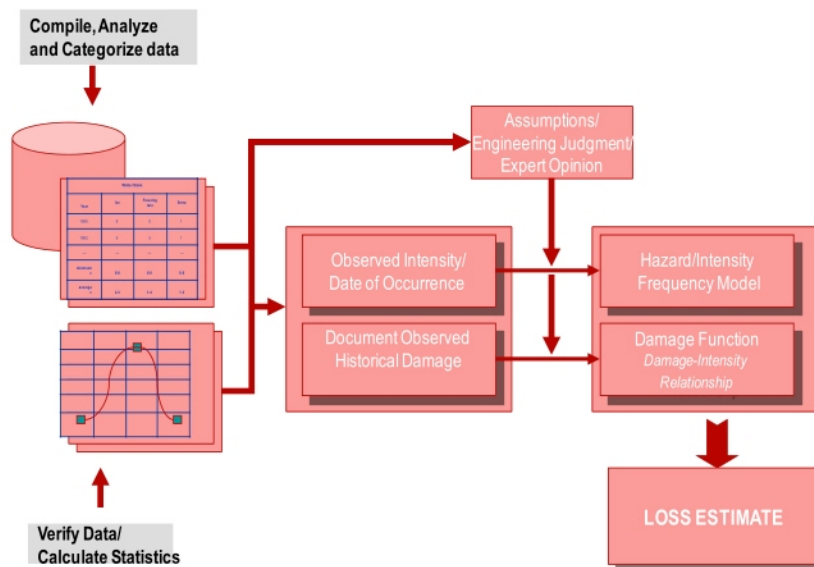 Compile, Analyze
and Categorize data
Assumptions/
Engineering Judgment/
Expert Opinion
Observed Intensity/
Date of Occurrence
Hazard/Intensity
Frequency Model
Document Observed
Historical Damage
Damage Function
Damage-Intensity
Relationship
LOSS ESTIMATE
Verify Data/
Calculate Statistics